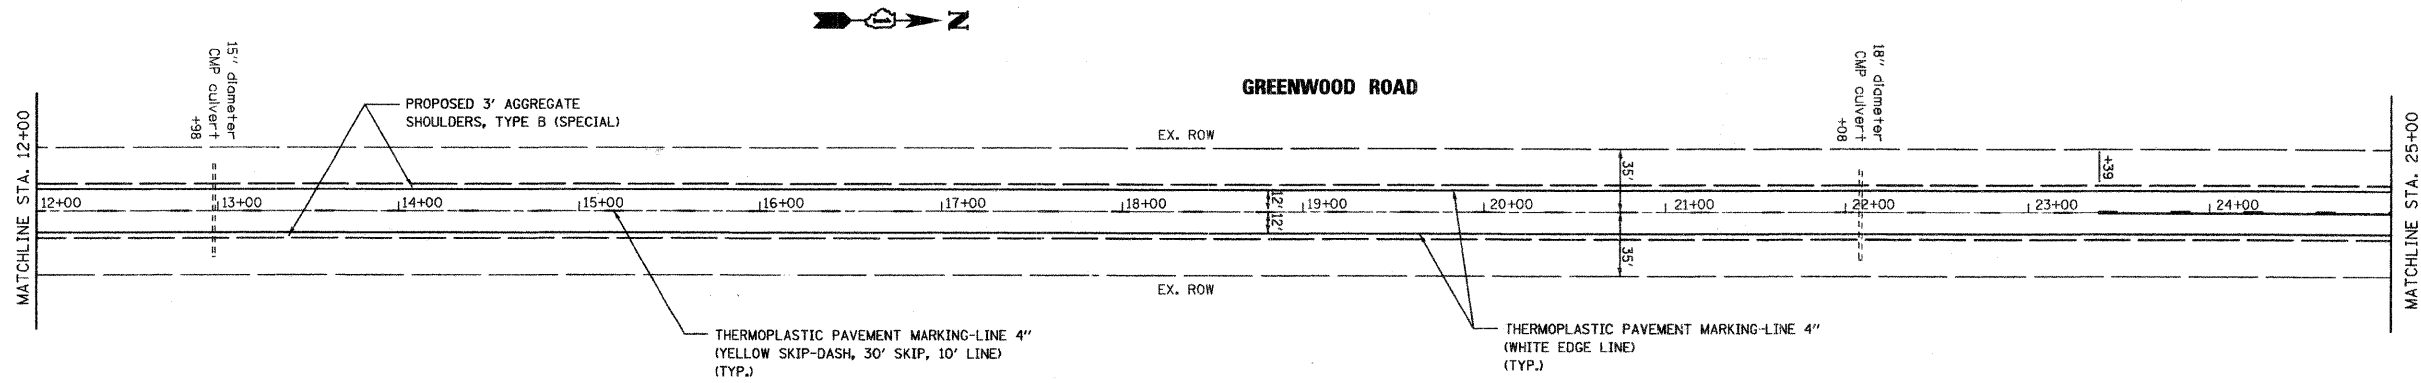 N
GREENWOOD ROAD
15" diameter
CMP culvert
+98
18" diameter
CMP culvert
+08
PROPOSED 3' AGGREGATE
SHOULDERS, TYPE B (SPECIAL)
EX. ROW
MATCHLINE STA. 12+00
MATCHLINE STA. 25+00
+39
35'
12'
12+00
13+00
14+00
15+00
16+00
17+00
18+00
19+00
20+00
21+00
22+00
23+00
24+00
12'
35'
EX. ROW
THERMOPLASTIC PAVEMENT MARKING-LINE 4"
(YELLOW SKIP-DASH, 30' SKIP, 10' LINE)
(TYP.)
THERMOPLASTIC PAVEMENT MARKING-LINE 4"
(WHITE EDGE LINE)
(TYP.)